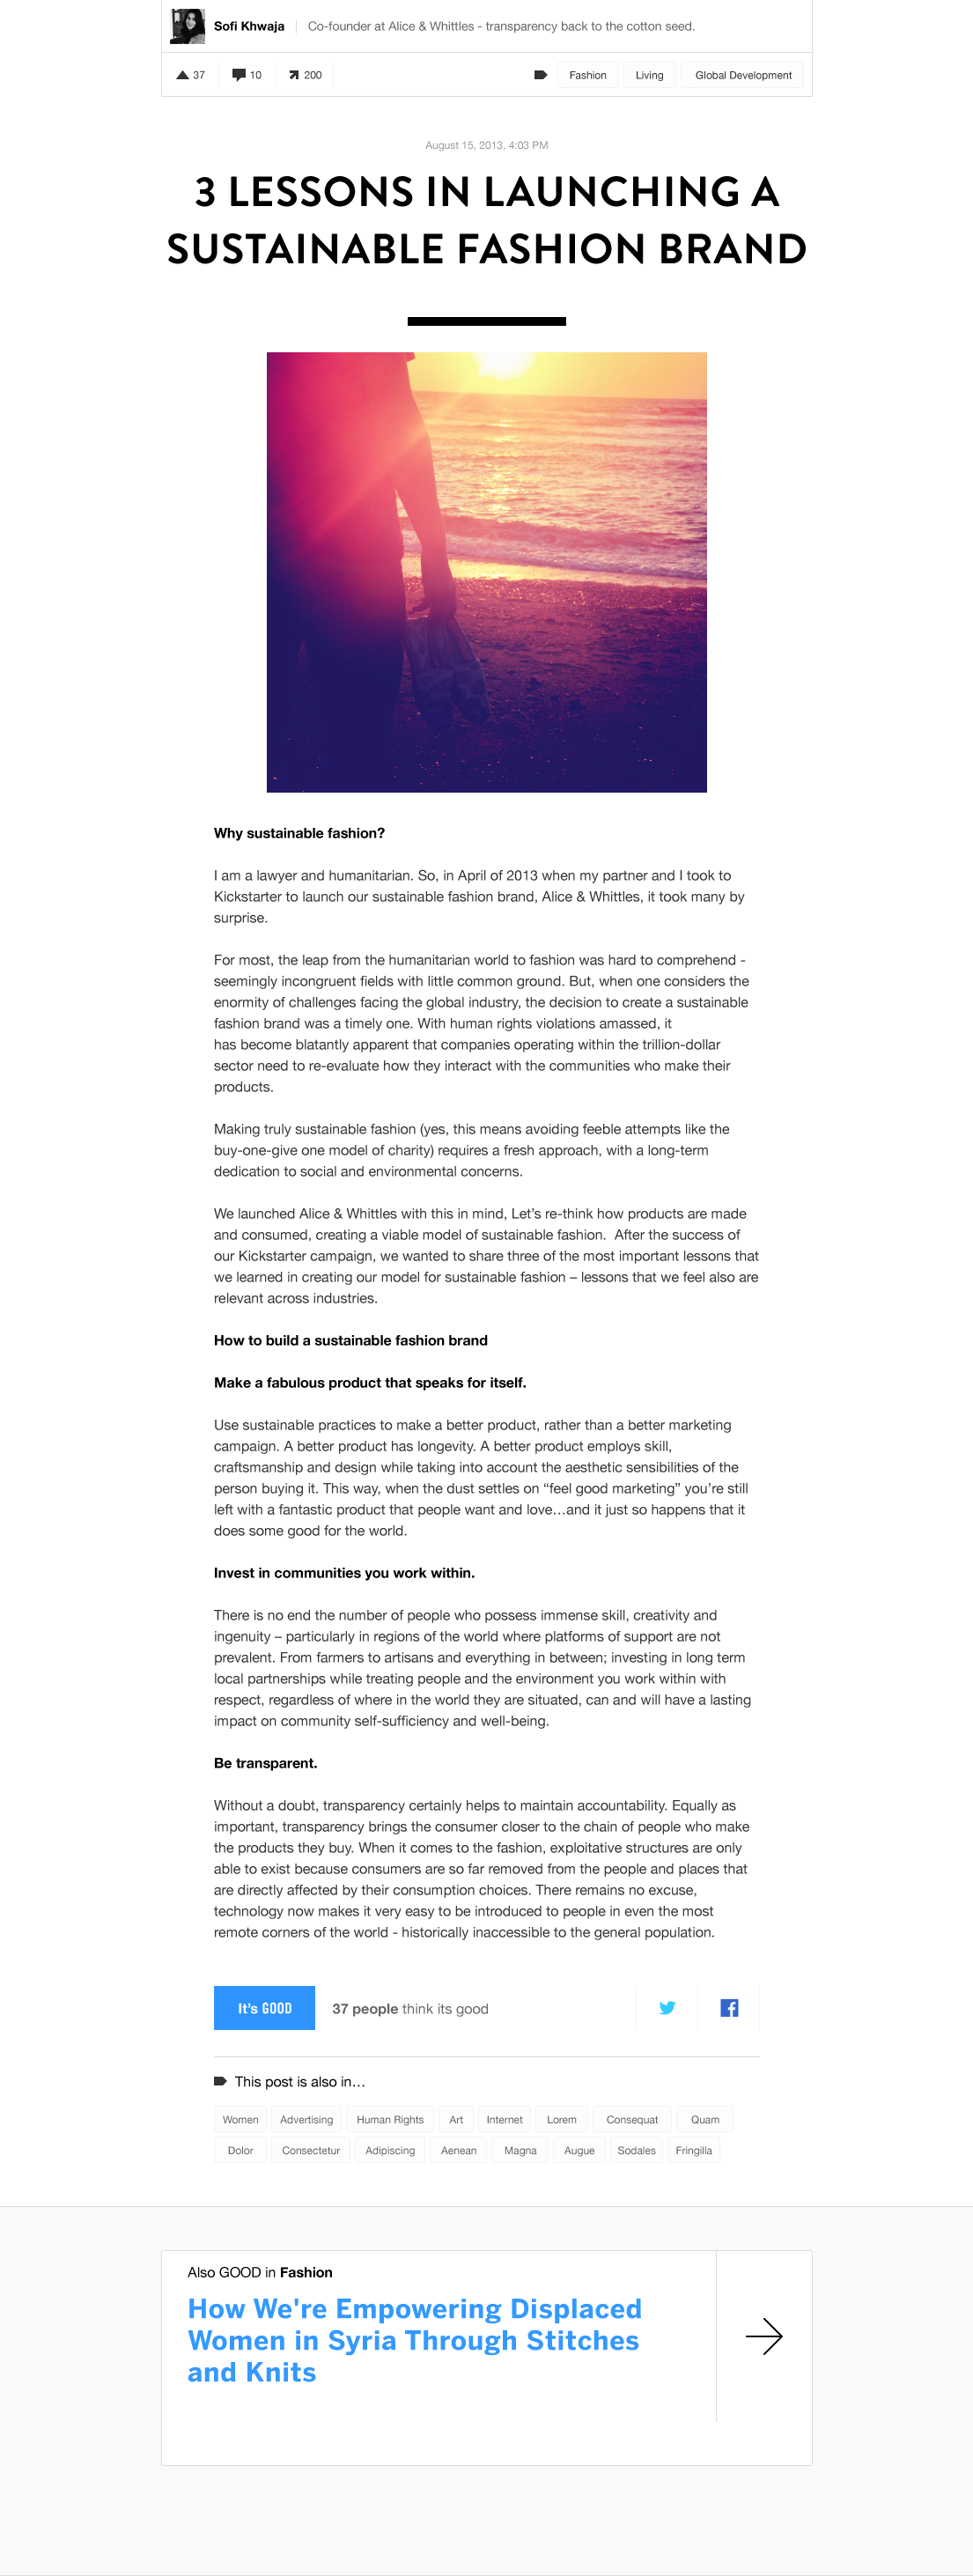 Sofi Khwaja
Co-founder at Alice & Whittles - transparency back to the cotton seed.
37
10
200
Fashion
Living
Global Development
August 15, 2013, 4:03 PM
3 LESSONS IN LAUNCHING A
SUSTAINABLE FASHION BRAND
Why sustainable fashion?
I am a lawyer and humanitarian. So, in April of 2013 when my partner and I took to
Kickstarter to launch our sustainable fashion brand, Alice & Whittles, it took many by
surprise.
For most, the leap from the humanitarian world to fashion was hard to comprehend -
seemingly incongruent fields with little common ground. But, when one considers the
enormity of challenges facing the global industry, the decision to create a sustainable
fashion brand was a timely one. With human rights violations amassed, it
has become blatantly apparent that companies operating within the trillion-dollar
sector need to re-evaluate how they interact with the communities who make their
products.
Making truly sustainable fashion (yes, this means avoiding feeble attempts like the
buy-one-give one model of charity) requires a fresh approach, with a long-term
dedication to social and environmental concerns.
We launched Alice & Whittles with this in mind, Let’s re-think how products are made
and consumed, creating a viable model of sustainable fashion.  After the success of
our Kickstarter campaign, we wanted to share three of the most important lessons that
we learned in creating our model for sustainable fashion – lessons that we feel also are
relevant across industries.
How to build a sustainable fashion brand
Make a fabulous product that speaks for itself.
Use sustainable practices to make a better product, rather than a better marketing
campaign. A better product has longevity. A better product employs skill,
craftsmanship and design while taking into account the aesthetic sensibilities of the
person buying it. This way, when the dust settles on “feel good marketing” you’re still
left with a fantastic product that people want and love…and it just so happens that it
does some good for the world.
Invest in communities you work within.
There is no end the number of people who possess immense skill, creativity and
ingenuity – particularly in regions of the world where platforms of support are not
prevalent. From farmers to artisans and everything in between; investing in long term
local partnerships while treating people and the environment you work within with
respect, regardless of where in the world they are situated, can and will have a lasting
impact on community self-sufficiency and well-being.
Be transparent.
Without a doubt, transparency certainly helps to maintain accountability. Equally as
important, transparency brings the consumer closer to the chain of people who make
the products they buy. When it comes to the fashion, exploitative structures are only
able to exist because consumers are so far removed from the people and places that
are directly affected by their consumption choices. There remains no excuse,
technology now makes it very easy to be introduced to people in even the most
remote corners of the world - historically inaccessible to the general population.
It’s GOOD
37 people think its good
This post is also in…
Women
Advertising
Human Rights
Art
Internet
Lorem
Consequat
Quam
Dolor
Consectetur
Adipiscing
Aenean
Magna
Augue
Sodales
Fringilla
Also GOOD in Fashion
How We're Empowering Displaced
Women in Syria Through Stitches
and Knits